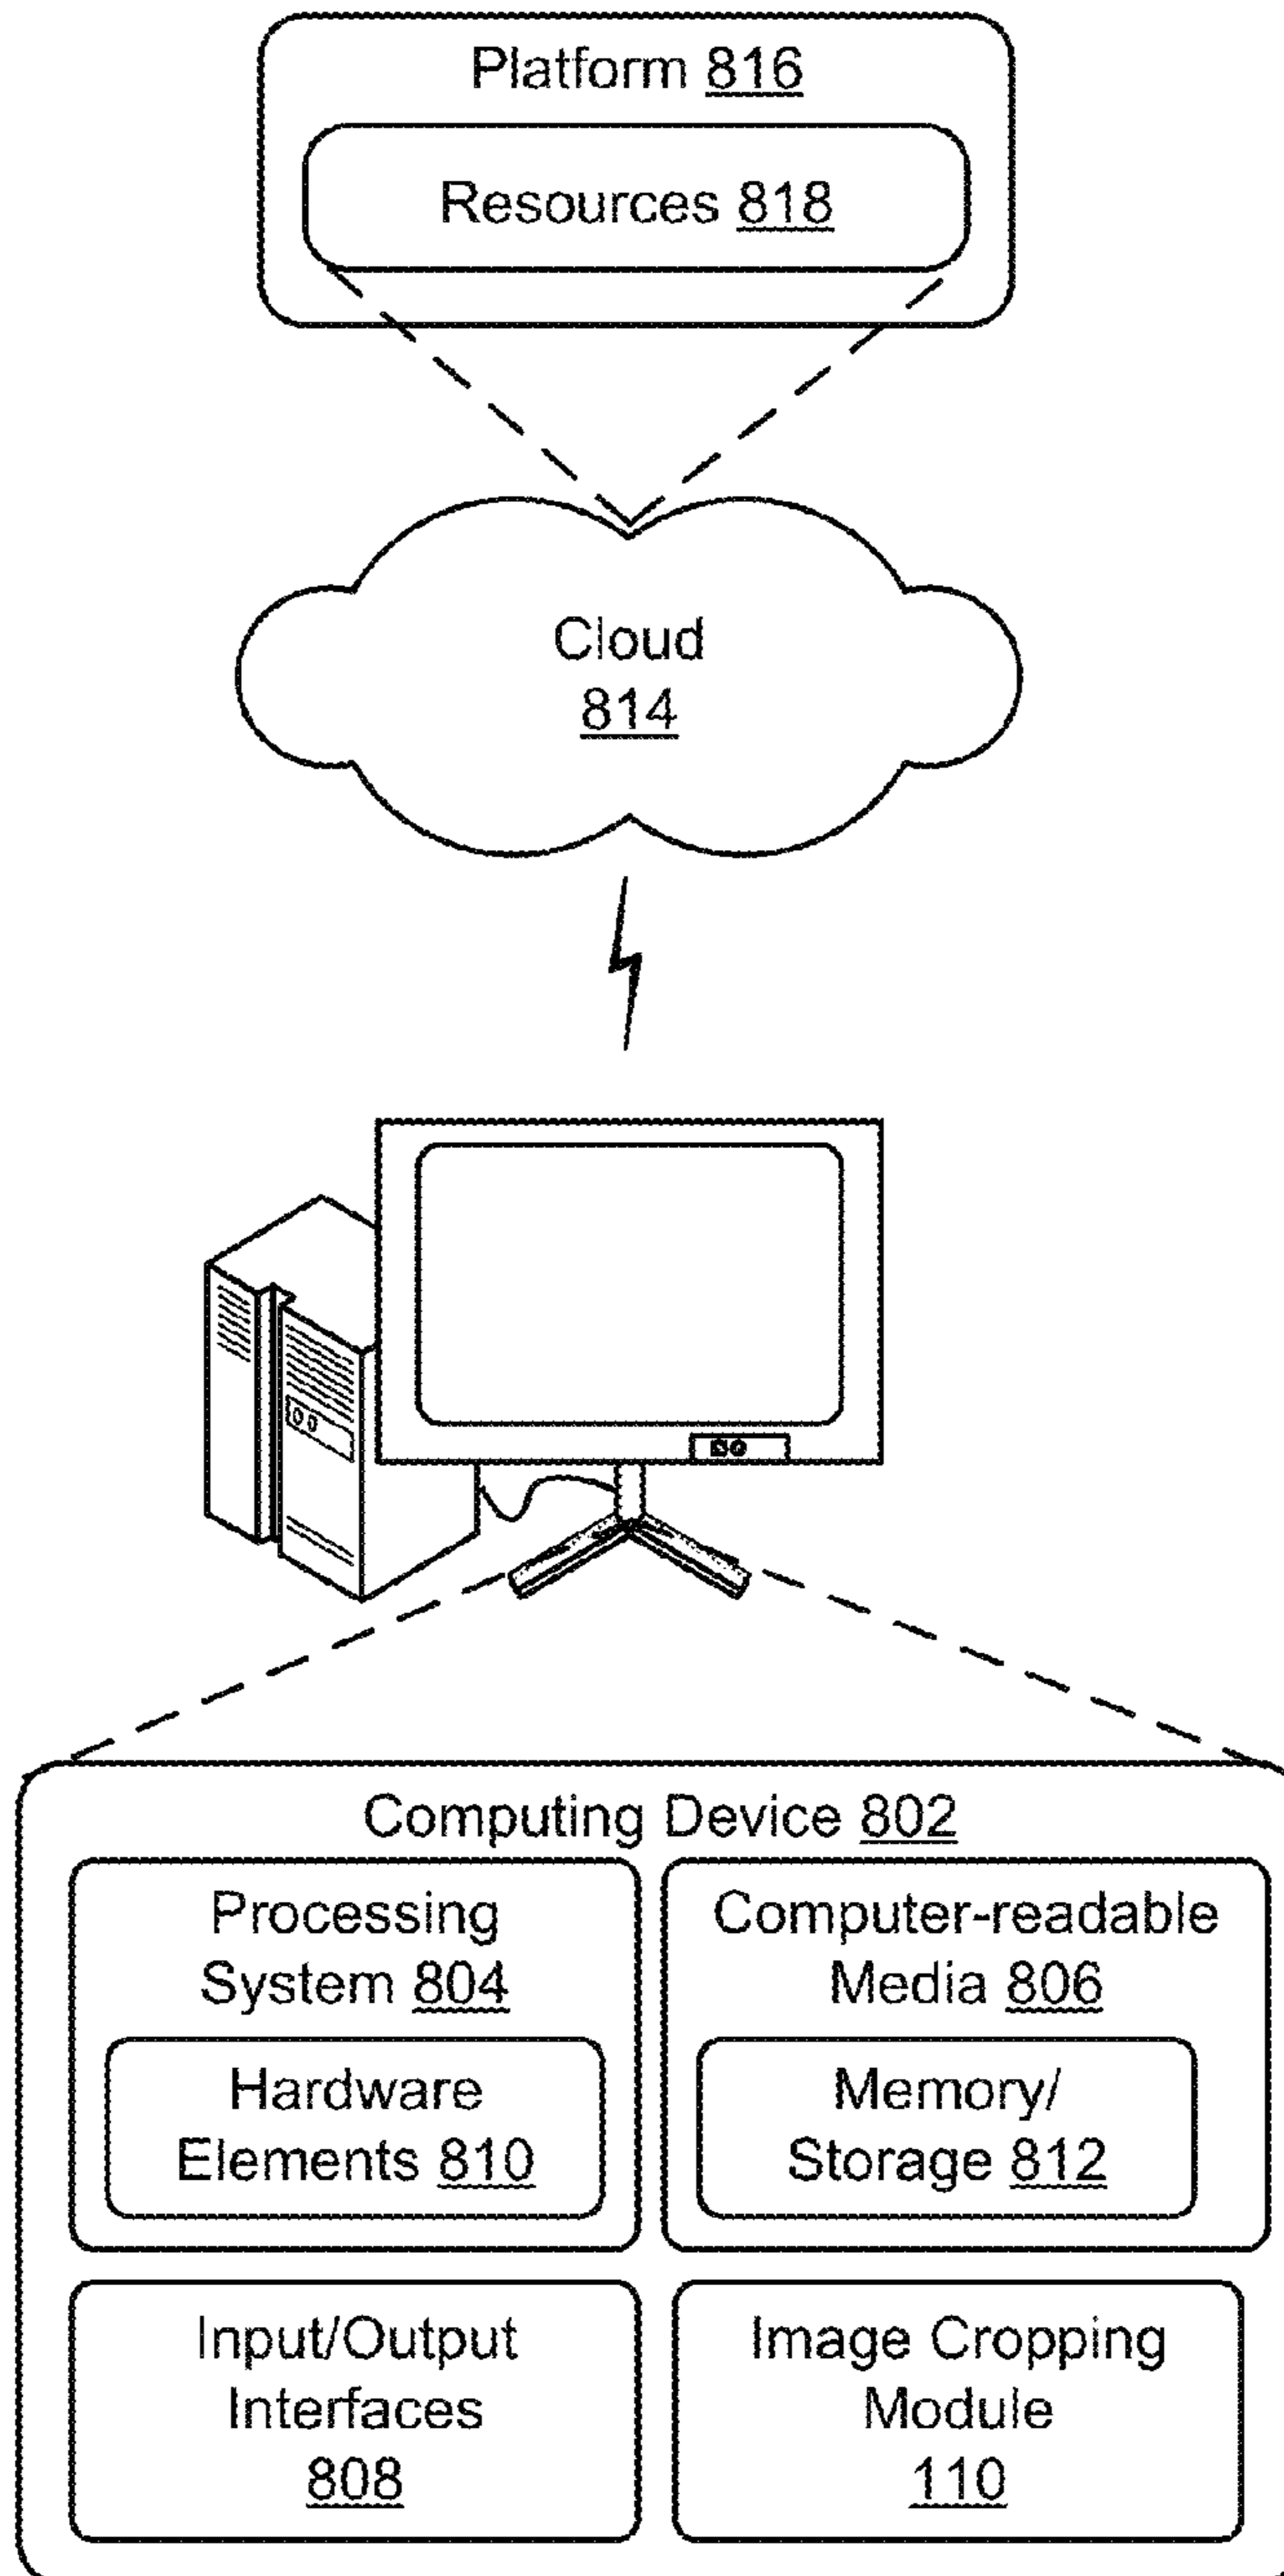 Platform 816
Resources 818
Cloud
814
Computing Device 802
Processing
System 804
Hardware
Elements 810
Computer-readable
Media 806
Memory/
Storage 812
Input/Output
Interfaces
808
Image Cropping
Module
110